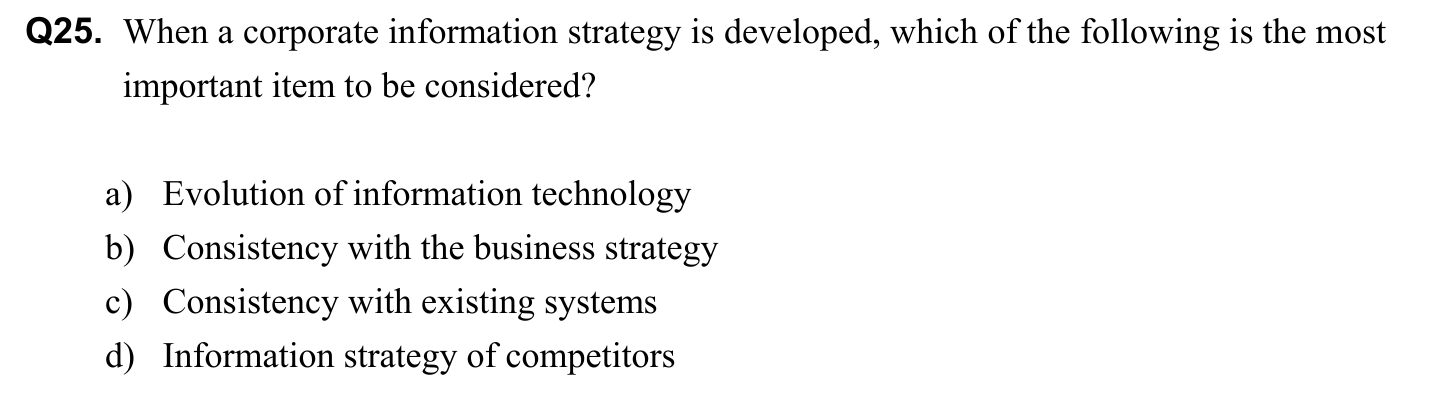 Q25. When a corporate information strategy is developed, which of the following is the most
important item to be considered?
a) Evolution of information technology
b) Consistency with the business strategy
c) Consistency with existing systems
d) Information strategy of competitors